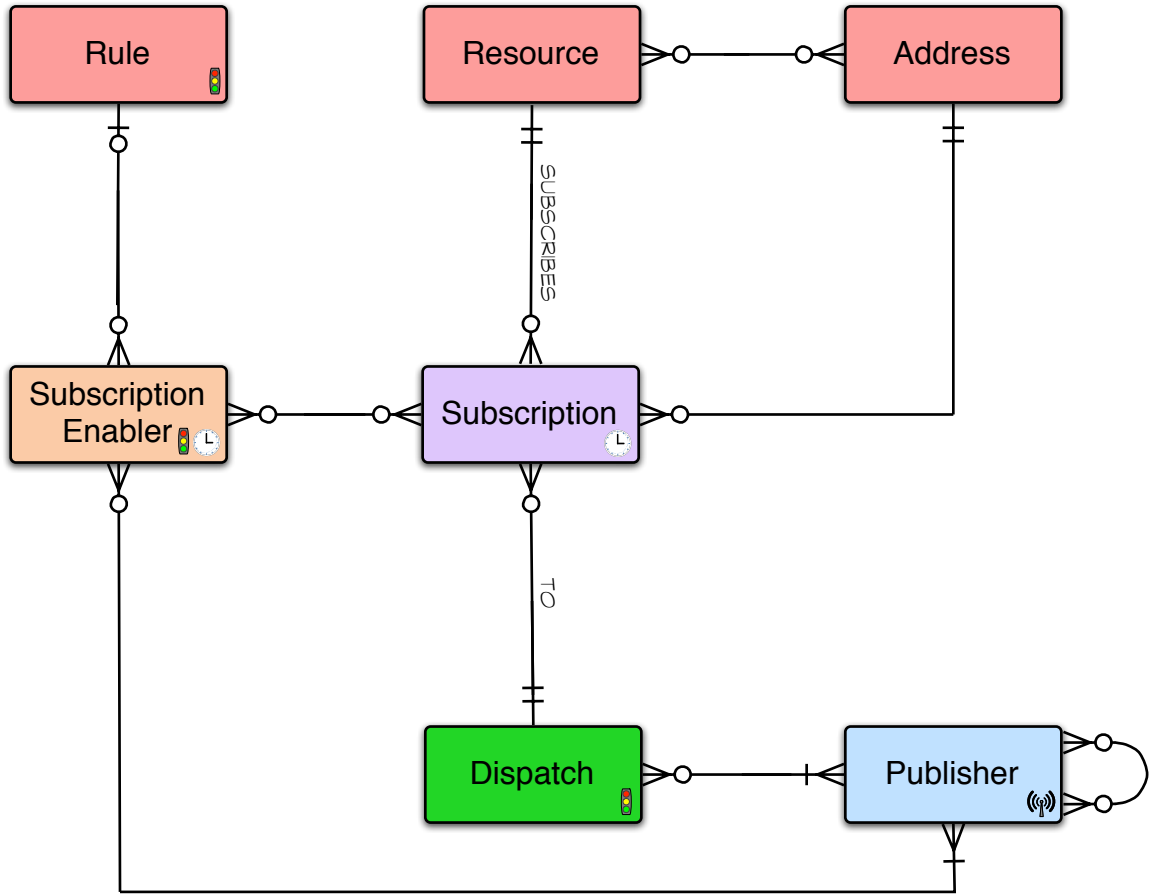 Rule
Resource
Address
SUBSCRIBES
Subscription
Enabler
Subscription
TO
Dispatch
Publisher